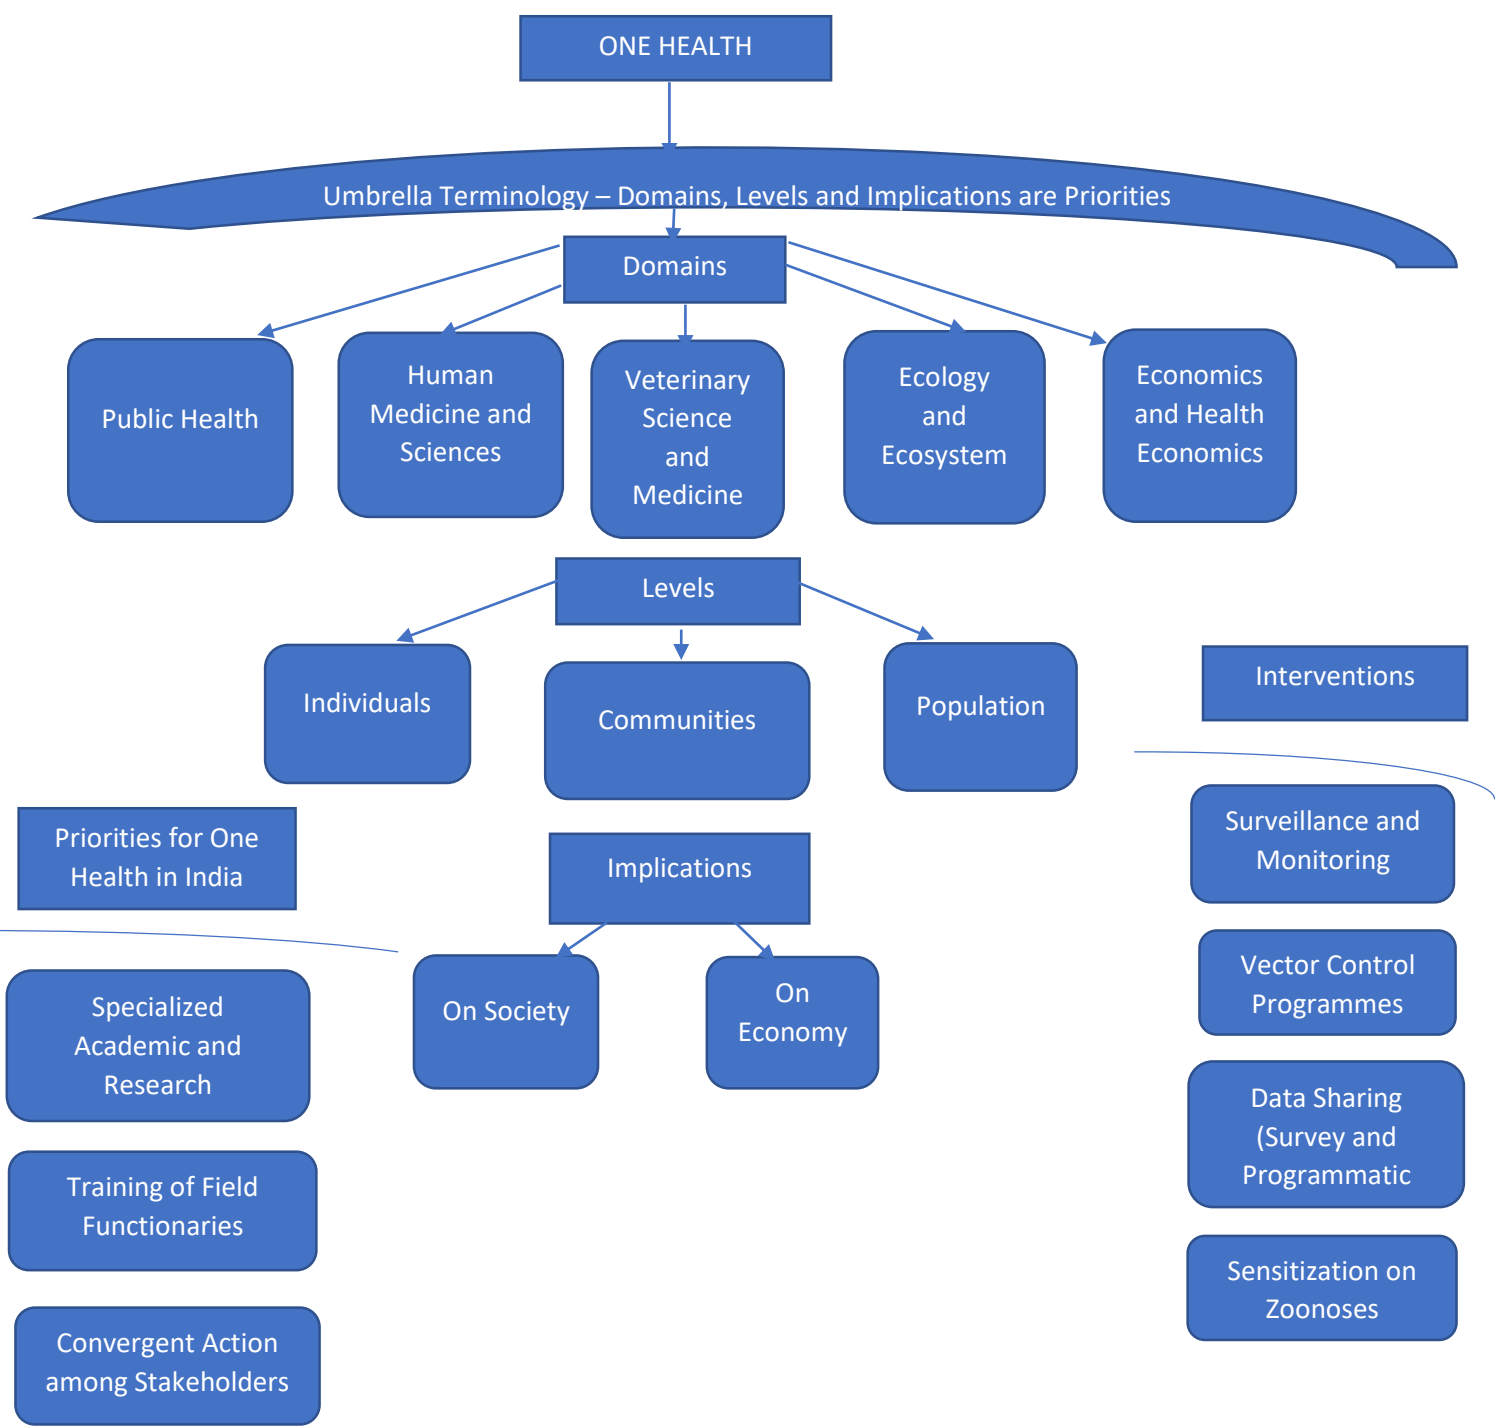 ONE HEALTH
Umbrella Terminology – Domains, Levels and Implications are Priorities
Domains
Public Health
Human
Medicine and
Sciences
Veterinary
Science
and
Medicine
Ecology
and
Ecosystem
Economics
and Health
Economics
Levels
Individuals
Communities
Population
Implications
On Society
On
Economy
Priorities for One
Health in India
Specialized
Academic and
Research
Training of Field
Functionaries
Convergent Action
among Stakeholders
Interventions
Surveillance and
Monitoring
Vector Control
Programmes
Data Sharing
(Survey and
Programmatic
Sensitization on
Zoonoses